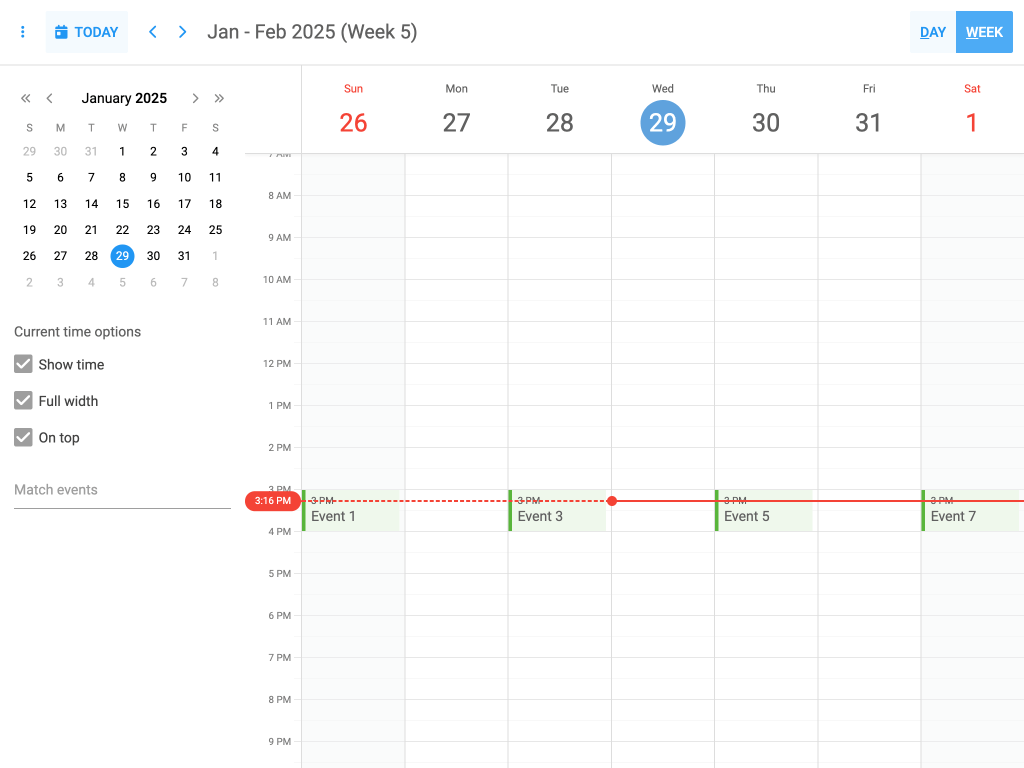 TODAY
Jan - Feb 2025 (Week 5)
DAY
WEEK
January 2025
S M T W T F S
29 30 31 1 2 3 4
5 6 7 8 9 10 11
12 13 14 15 16 17 18
19 20 21 22 23 24 25
26 27 28 29 30 31 1
2 3 4 5 6 7 8
Current time options
Show time
Full width
On top
Match events
Sun Mon Tue Wed Thu Fri Sat
26 27 28 29 30 31 1
7 AM
8 AM
9 AM
10 AM
11 AM
12 PM
1 PM
2 PM
3 PM
3:16 PM
3 PM 3 PM 3 PM 3 PM
Event 1 Event 3 Event 5 Event 7
4 PM
5 PM
6 PM
7 PM
8 PM
9 PM